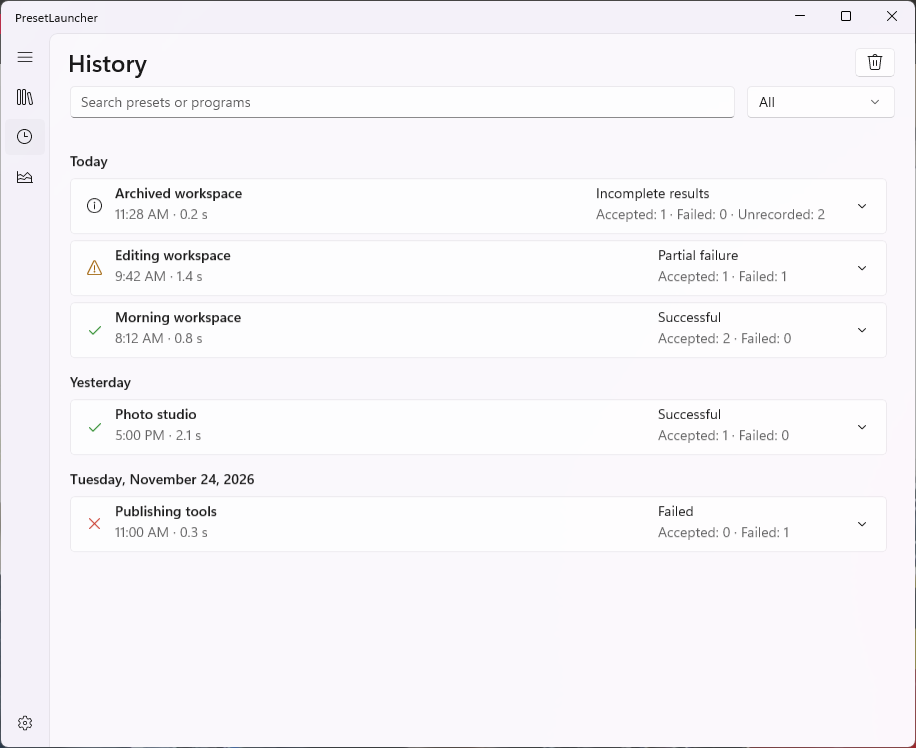 PresetLauncher
History
Search presets or programs
All
Today
Archived workspace
11:28 AM · 0.2 s
Incomplete results
Accepted: 1 · Failed: 0 · Unrecorded: 2
Editing workspace
9:42 AM · 1.4 s
Partial failure
Accepted: 1 · Failed: 1
Morning workspace
8:12 AM · 0.8 s
Successful
Accepted: 2 · Failed: 0
Yesterday
Photo studio
5:00 PM · 2.1 s
Successful
Accepted: 1 · Failed: 0
Tuesday, November 24, 2026
Publishing tools
11:00 AM · 0.3 s
Failed
Accepted: 0 · Failed: 1